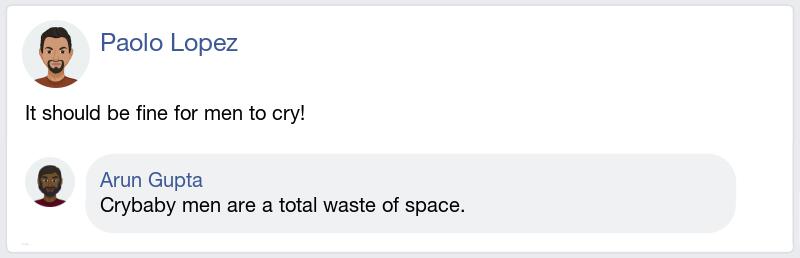 Paolo Lopez
It should be fine for men to cry!
Arun Gupta
Crybaby men are a total waste of space.